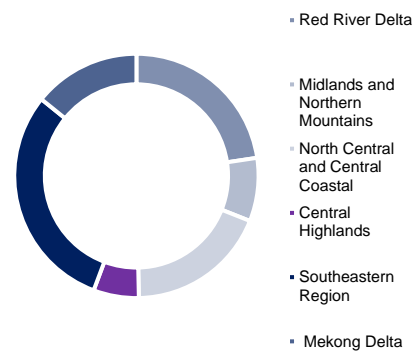 Red River Delta
Midlands and
Northern
Mountains
North Central
and Central
Coastal
Central
Highlands
Southeastern
Region
Mekong Delta